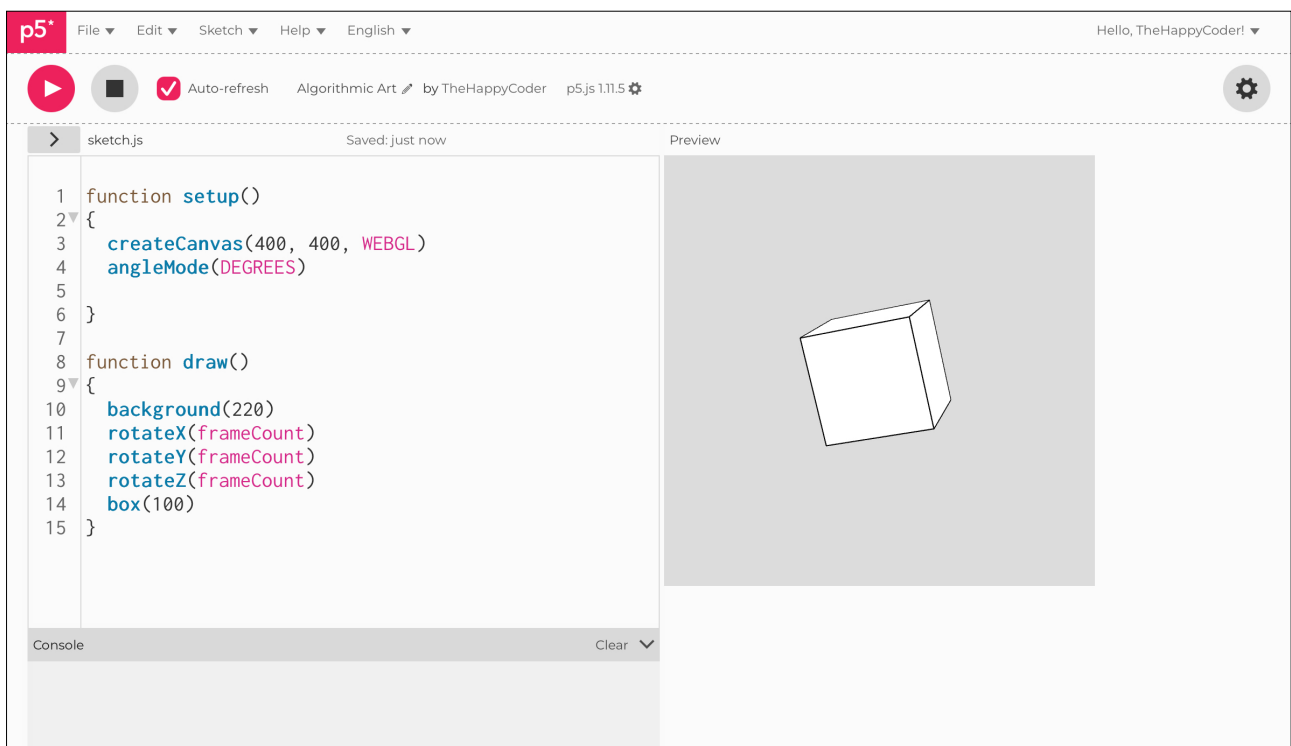 p5* File Edit Sketch Help English Hello, TheHappyCoder!
Auto-refresh Algorithmic Art by TheHappyCoder p5.js 1.11.5
sketch.js Saved: just now Preview
1 function setup()
2 {
3 createCanvas(400, 400, WEBGL)
4 angleMode(DEGREES)
5
6 }
7
8 function draw()
9 {
10 background(220)
11 rotateX(frameCount)
12 rotateY(frameCount)
13 rotateZ(frameCount)
14 box(100)
15 }
Console Clear